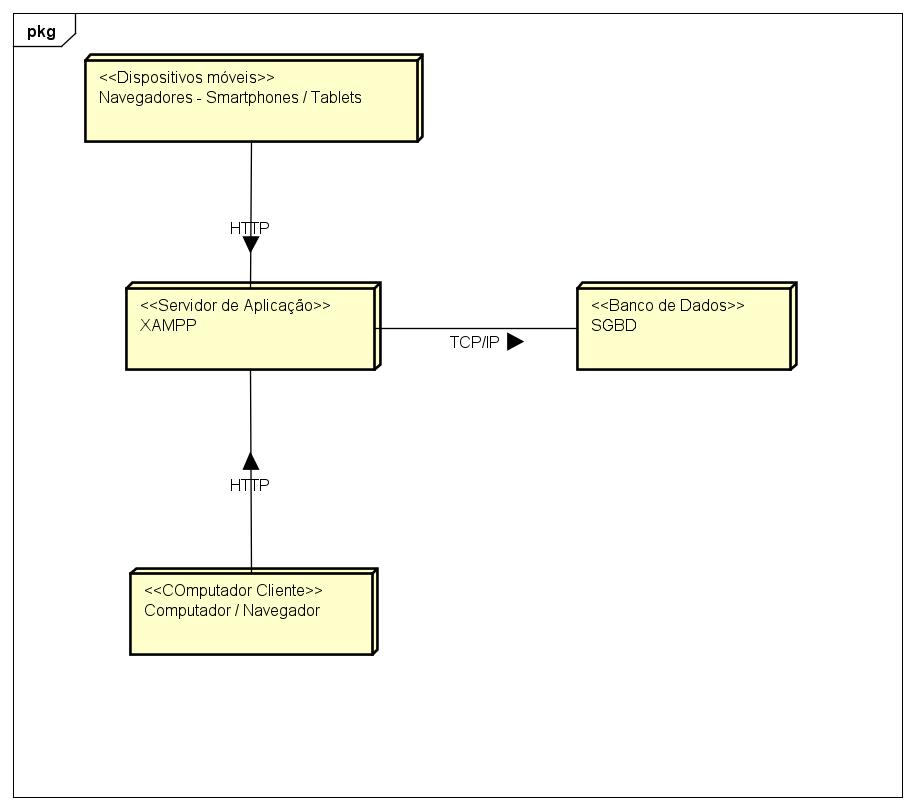 pkg
<<Dispositivos móveis>>
Navegadores - Smartphones / Tablets
HTTP
<<Servidor de Aplicação>>
XAMPP
<<Banco de Dados>>
SGBD
TCP/IP
HTTP
<<COmputador Cliente>>
Computador / Navegador